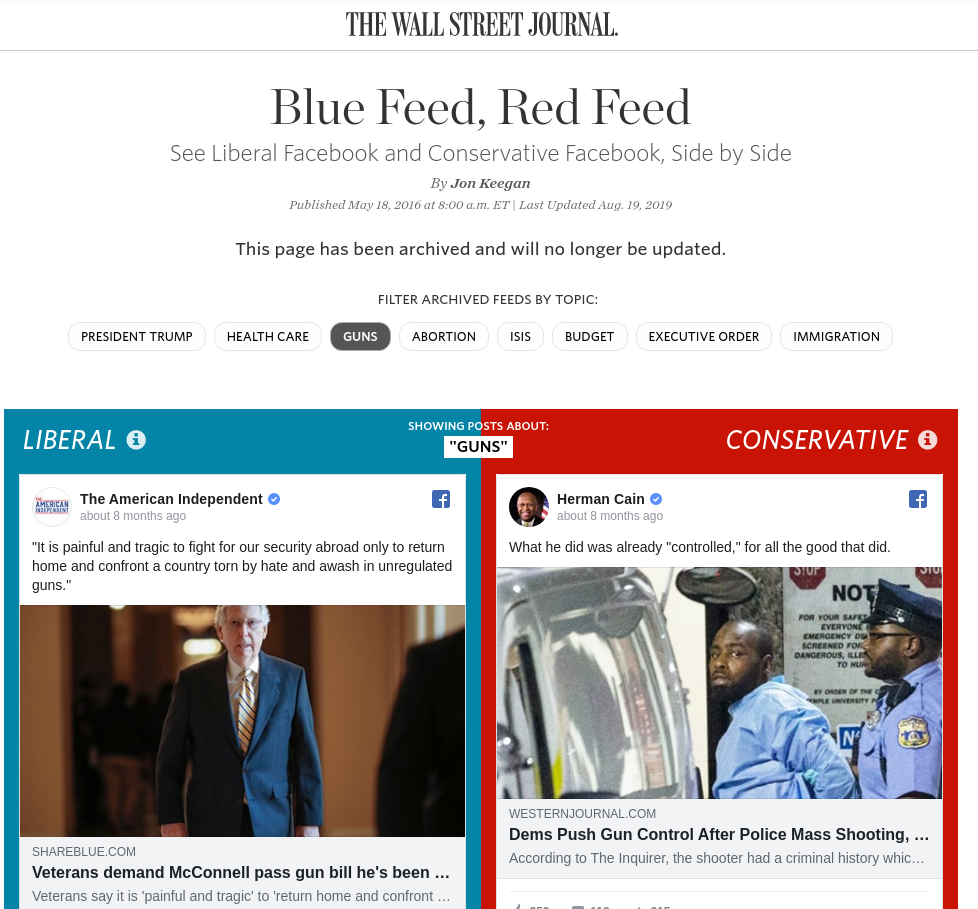 THE WALL STREET JOURNAL.
Blue Feed, Red Feed
See Liberal Facebook and Conservative Facebook, Side by Side
By Jon Keegan
Published May 18, 2016 at 8:00 a.m. ET | Last Updated Aug. 19, 2019
This page has been archived and will no longer be updated.
FILTER ARCHIVED FEEDS BY TOPIC:
PRESIDENT TRUMP HEALTH CARE GUNS ABORTION ISIS BUDGET EXECUTIVE ORDER IMMIGRATION
LIBERAL
SHOWING POSTS ABOUT:
"GUNS"
CONSERVATIVE
AMERICAN
INDEPENDENT
The American Independent
about 8 months ago
"It is painful and tragic to fight for our security abroad only to return
home and confront a country torn by hate and awash in unregulated
guns."
SHAREBLUE.COM
Veterans demand McConnell pass gun bill he's been ...
Veterans say it is 'painful and tragic' to 'return home and confront ...
Herman Cain
about 8 months ago
What he did was already "controlled," for all the good that did.
STOP
NOT
FOR YOUR SAFE
EVERYONE
EMERGENCY
SCREENED FOR
DANGEROUS, ILLE
TO
BY ORDER OF THE
WESTERNJOURNAL.COM
Dems Push Gun Control After Police Mass Shooting, ...
According to The Inquirer, the shooter had a criminal history whic...